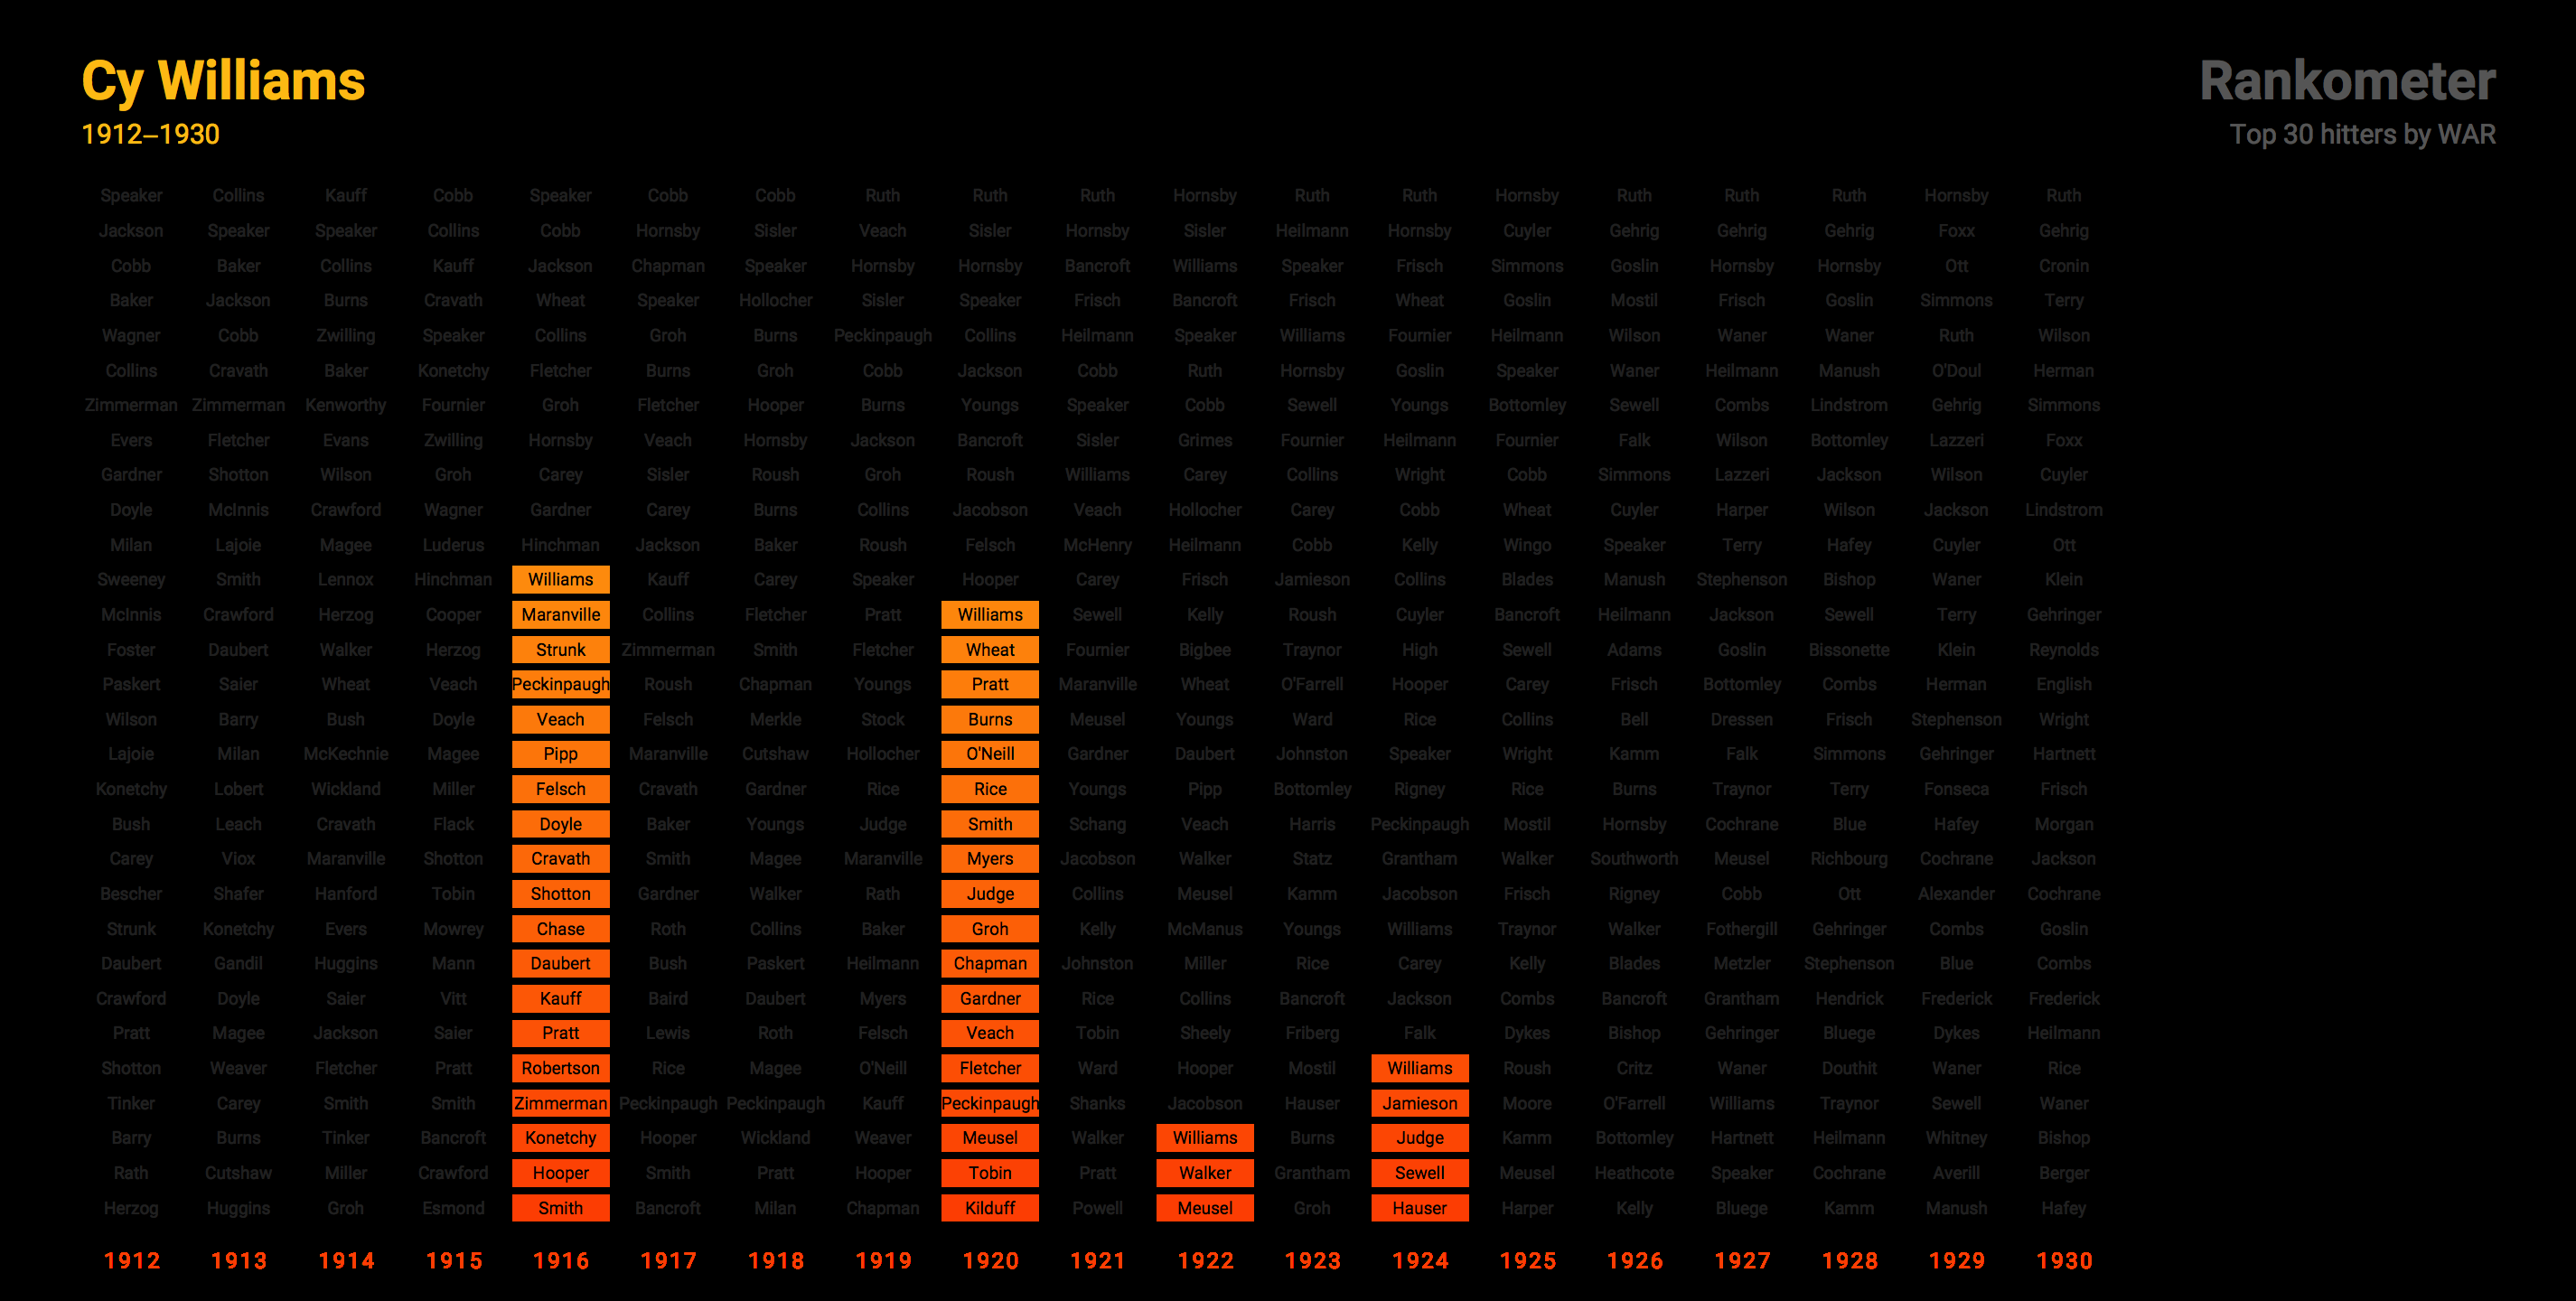 Cy Williams
1912–1930
Rankometer
Top 30 hitters by WAR
Speaker Collins Kauff Cobb Speaker Cobb Cobb Ruth Ruth Ruth Hornsby Ruth Ruth Hornsby Ruth Ruth Ruth Hornsby Ruth
Jackson Speaker Speaker Collins Cobb Hornsby Sisler Veach Sisler Hornsby Sisler Heilmann Hornsby Cuyler Gehrig Gehrig Gehrig Foxx Gehrig
Cobb Baker Collins Kauff Jackson Chapman Speaker Hornsby Hornsby Bancroft Williams Speaker Frisch Simmons Goslin Hornsby Hornsby Ott Cronin
Baker Jackson Burns Cravath Wheat Speaker Hollocher Sisler Speaker Frisch Bancroft Frisch Wheat Goslin Mostil Frisch Goslin Simmons Terry
Wagner Cobb Zwilling Speaker Collins Groh Burns Peckinpaugh Collins Heilmann Speaker Williams Fournier Heilmann Wilson Waner Waner Ruth Wilson
Collins Cravath Baker Konetchy Fletcher Burns Groh Cobb Jackson Cobb Ruth Hornsby Goslin Speaker Waner Heilmann Manush O'Doul Herman
Zimmerman Zimmerman Kenworthy Fournier Groh Fletcher Hooper Burns Youngs Speaker Cobb Sewell Youngs Bottomley Sewell Combs Lindstrom Gehrig Simmons
Evers Fletcher Evans Zwilling Hornsby Veach Hornsby Jackson Bancroft Sisler Grimes Fournier Heilmann Fournier Falk Wilson Bottomley Lazzeri Foxx
Gardner Shotton Wilson Groh Carey Sisler Roush Groh Roush Williams Carey Collins Wright Cobb Simmons Lazzeri Jackson Wilson Cuyler
Doyle McInnis Crawford Wagner Gardner Carey Burns Collins Jacobson Veach Hollocher Carey Cobb Wheat Cuyler Harper Wilson Jackson Lindstrom
Milan Lajoie Magee Luderus Hinchman Jackson Baker Roush Felsch McHenry Heilmann Cobb Kelly Wingo Speaker Terry Hafey Cuyler Ott
Sweeney Smith Lennox Hinchman Williams Kauff Carey Speaker Hooper Carey Frisch Jamieson Collins Blades Manush Stephenson Bishop Waner Klein
McInnis Crawford Herzog Cooper Maranville Collins Fletcher Pratt Williams Sewell Kelly Roush Cuyler Bancroft Heilmann Jackson Sewell Terry Gehringer
Foster Daubert Walker Herzog Strunk Zimmerman Smith Fletcher Wheat Fournier Bigbee Traynor High Sewell Adams Goslin Bissonette Klein Reynolds
Paskert Saier Wheat Veach Peckinpaugh Roush Chapman Youngs Pratt Maranville Wheat O'Farrell Hooper Carey Frisch Bottomley Combs Herman English
Wilson Barry Bush Doyle Veach Felsch Merkle Stock Burns Meusel Youngs Ward Rice Collins Bell Dressen Frisch Stephenson Wright
Lajoie Milan McKechnie Magee Pipp Maranville Cutshaw Hollocher O'Neill Gardner Daubert Johnston Speaker Wright Kamm Falk Simmons Gehringer Hartnett
Konetchy Lobert Wickland Miller Felsch Cravath Gardner Rice Rice Youngs Pipp Bottomley Rigney Rice Burns Traynor Terry Fonseca Frisch
Bush Leach Cravath Flack Doyle Baker Youngs Judge Smith Schang Veach Harris Peckinpaugh Mostil Hornsby Cochrane Blue Hafey Morgan
Carey Viox Maranville Shotton Cravath Smith Magee Maranville Myers Jacobson Walker Statz Grantham Walker Southworth Meusel Richbourg Cochrane Jackson
Bescher Shafer Hanford Tobin Shotton Gardner Walker Rath Judge Collins Meusel Kamm Jacobson Frisch Rigney Cobb Ott Alexander Cochrane
Strunk Konetchy Evers Mowrey Chase Roth Collins Baker Groh Kelly McManus Youngs Williams Traynor Walker Fothergill Gehringer Combs Goslin
Daubert Gandil Huggins Mann Daubert Bush Paskert Heilmann Chapman Johnston Miller Rice Carey Kelly Blades Metzler Stephenson Blue Combs
Crawford Doyle Saier Vitt Kauff Baird Daubert Myers Gardner Rice Collins Bancroft Jackson Combs Bancroft Grantham Hendrick Frederick Frederick
Pratt Magee Jackson Saier Pratt Lewis Roth Felsch Veach Tobin Sheely Friberg Falk Dykes Bishop Gehringer Bluege Dykes Heilmann
Shotton Weaver Fletcher Pratt Robertson Rice Magee O'Neill Fletcher Ward Hooper Mostil Williams Roush Critz Waner Douthit Waner Rice
Tinker Carey Smith Smith Zimmerman Peckinpaugh Peckinpaugh Kauff Peckinpaugh Shanks Jacobson Hauser Jamieson Moore O'Farrell Williams Traynor Sewell Waner
Barry Burns Tinker Bancroft Konetchy Hooper Wickland Weaver Meusel Walker Williams Burns Judge Kamm Bottomley Hartnett Heilmann Whitney Bishop
Rath Cutshaw Miller Crawford Hooper Smith Pratt Hooper Tobin Pratt Walker Grantham Sewell Meusel Heathcote Speaker Cochrane Averill Berger
Herzog Huggins Groh Esmond Smith Bancroft Milan Chapman Kilduff Powell Meusel Groh Hauser Harper Kelly Bluege Kamm Manush Hafey
1912 1913 1914 1915 1916 1917 1918 1919 1920 1921 1922 1923 1924 1925 1926 1927 1928 1929 1930